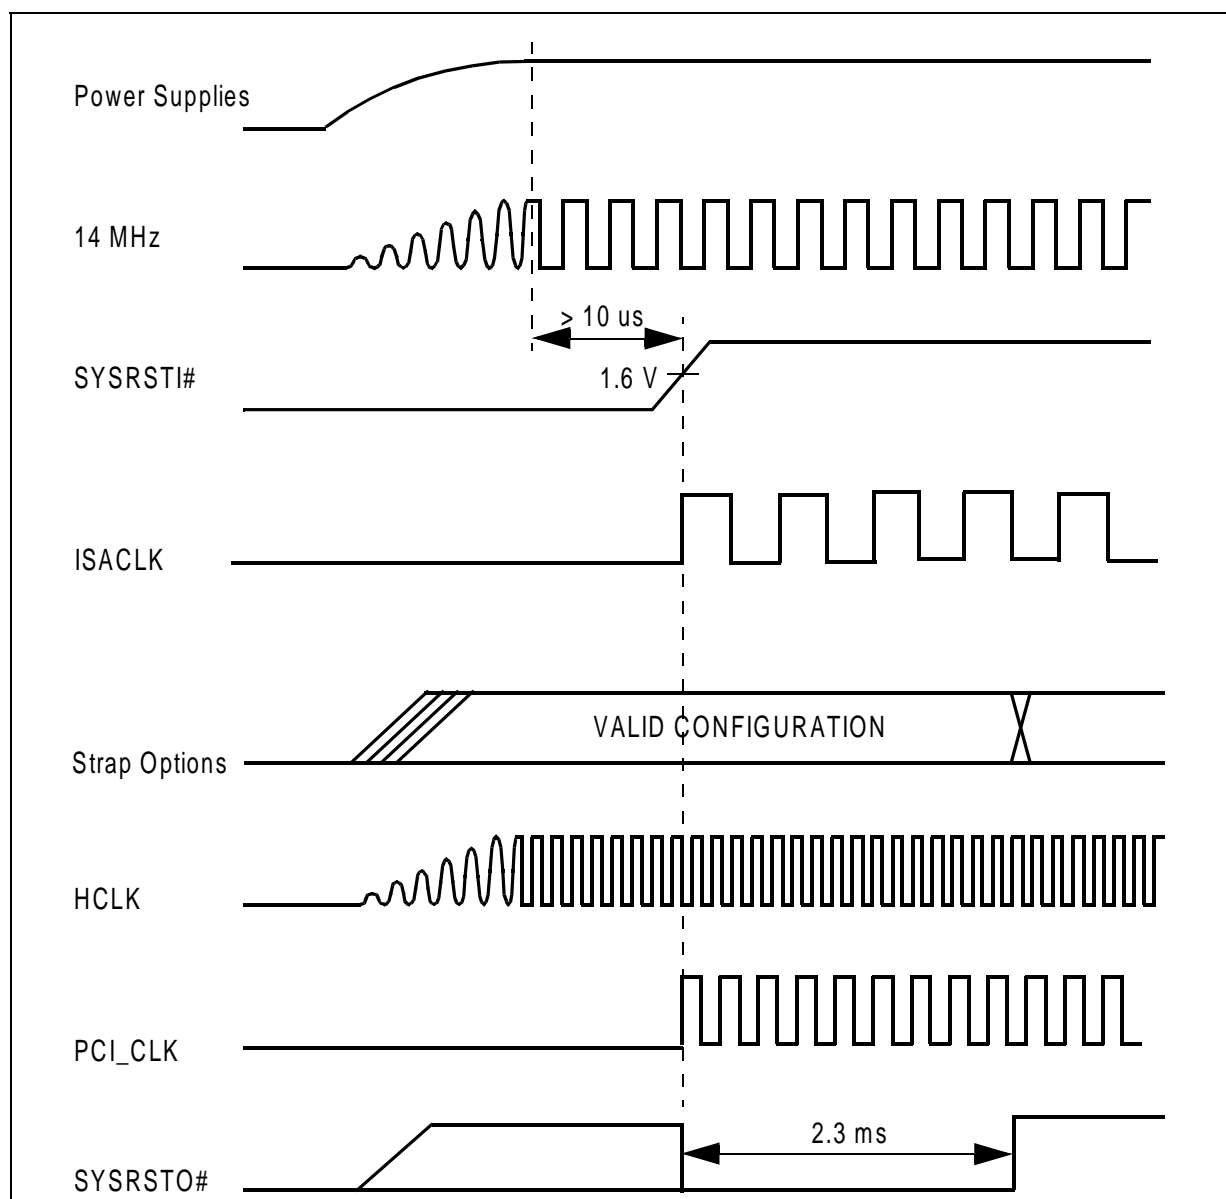 Power Supplies
14 MHz
> 10 us
SYSRSTI#
1.6 V
ISACLK
VALID CONFIGURATION
Strap Options
HCLK
PCI_CLK
2.3 ms
SYSRSTO#